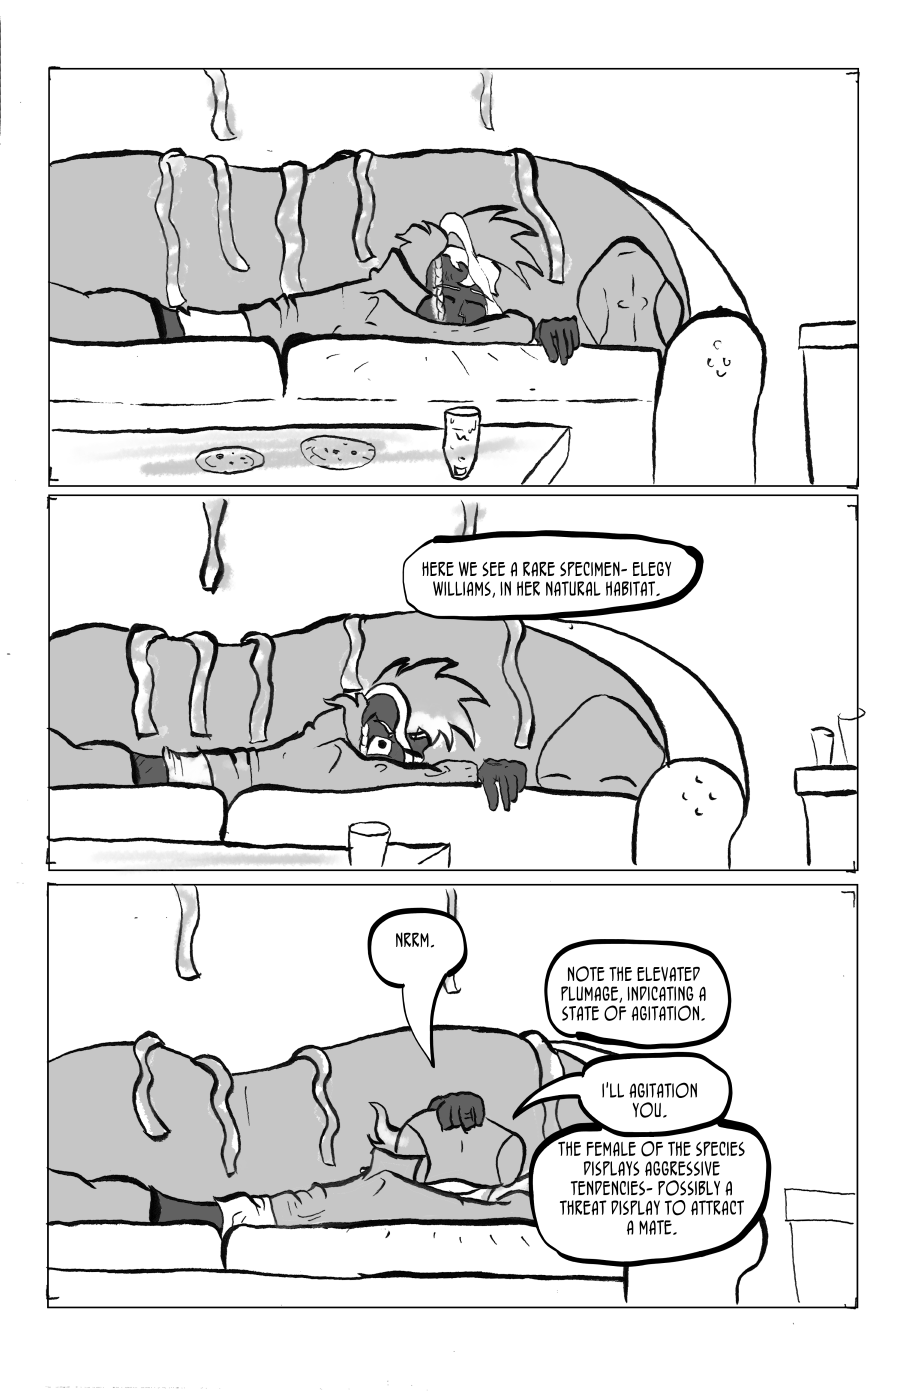 HERE WE SEE A RARE SPECIMEN- ELEGY
WILLIAMS, IN HER NATURAL HABITAT.
NRRM.
NOTE THE ELEVATED
PLUMAGE, INDICATING A
STATE OF AGITATION.
I'LL AGITATION
YOU.
THE FEMALE OF THE SPECIES
DISPLAYS AGGRESSIVE
TENDENCIES- POSSIBLY A
THREAT DISPLAY TO ATTRACT
A MATE.